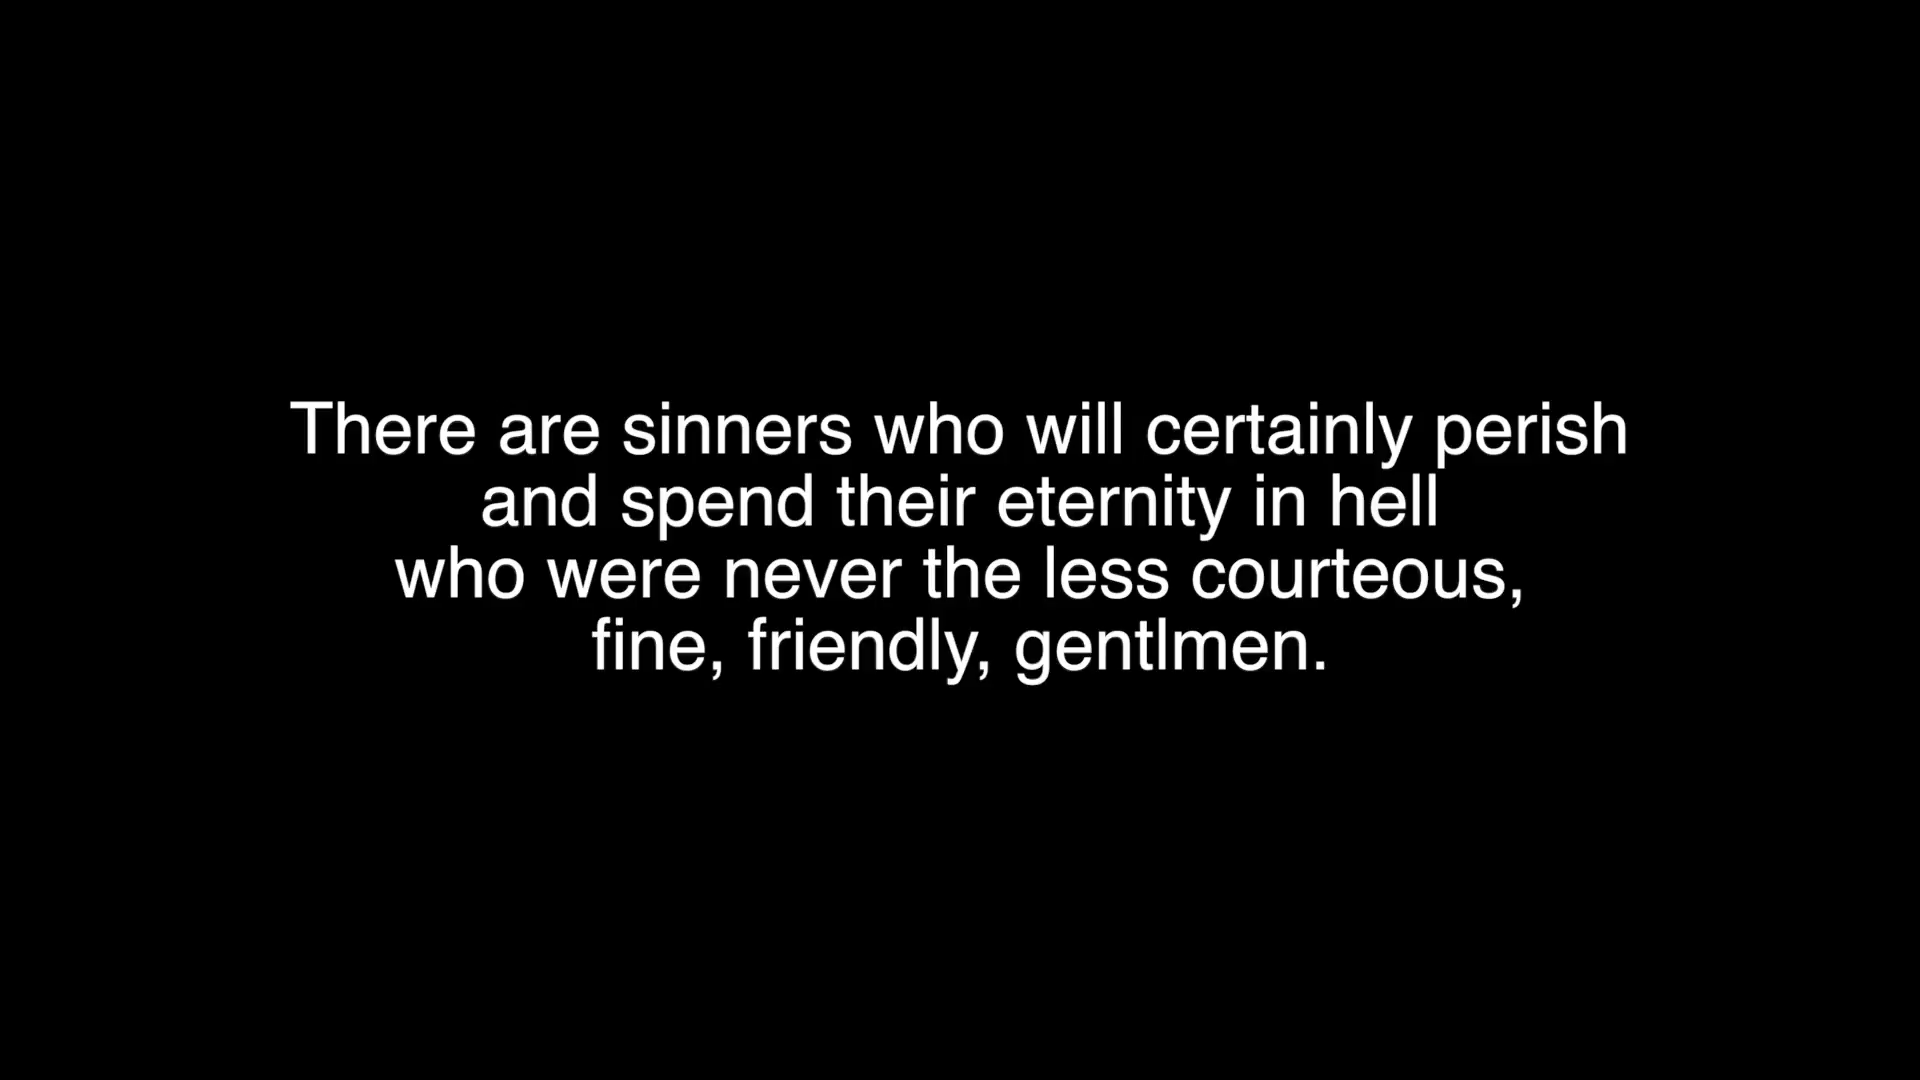 There are sinners who will certainly perish
and spend their eternity in hell
who were never the less courteous,
fine, friendly, gentlmen.